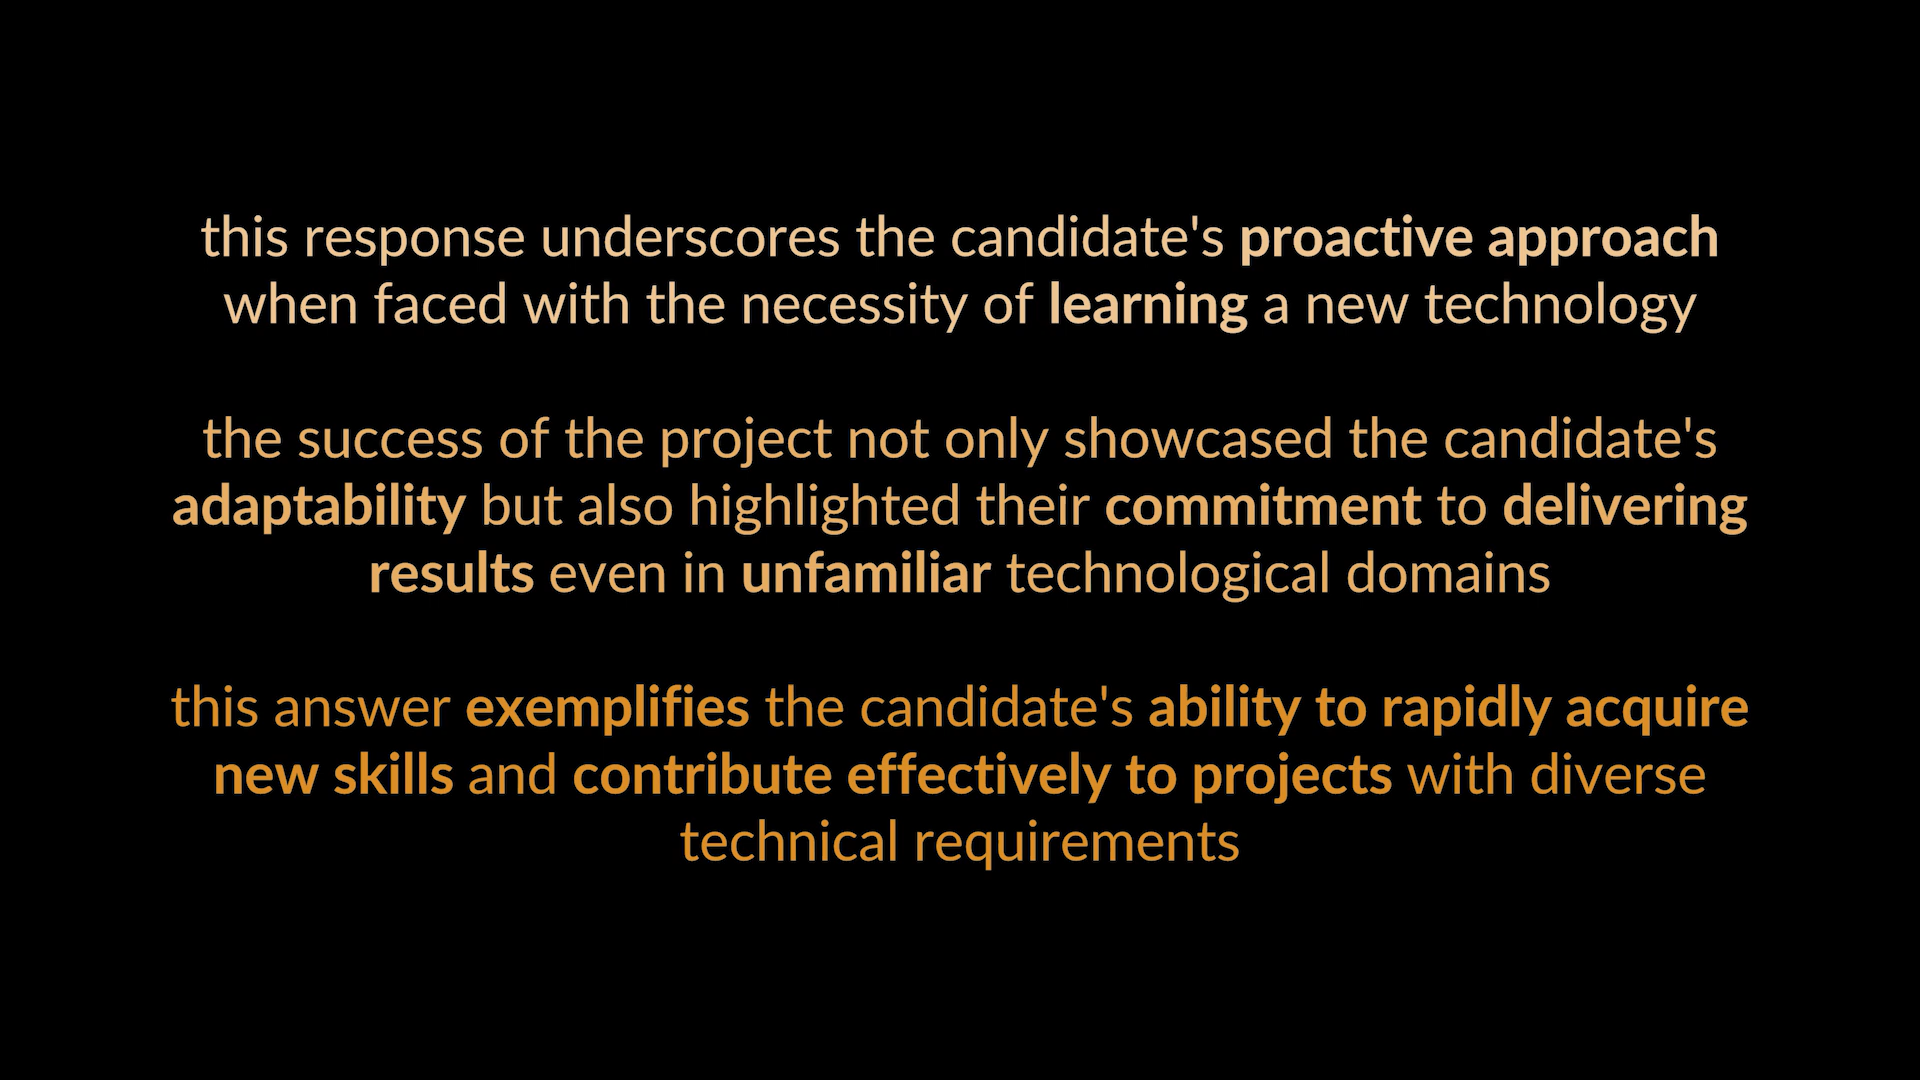 this response underscores the candidate's proactive approach
when faced with the necessity of learning a new technology
the success of the project not only showcased the candidate's
adaptability but also highlighted their commitment to delivering
results even in unfamiliar technological domains
this answer exemplifies the candidate's ability to rapidly acquire
new skills and contribute effectively to projects with diverse
technical requirements